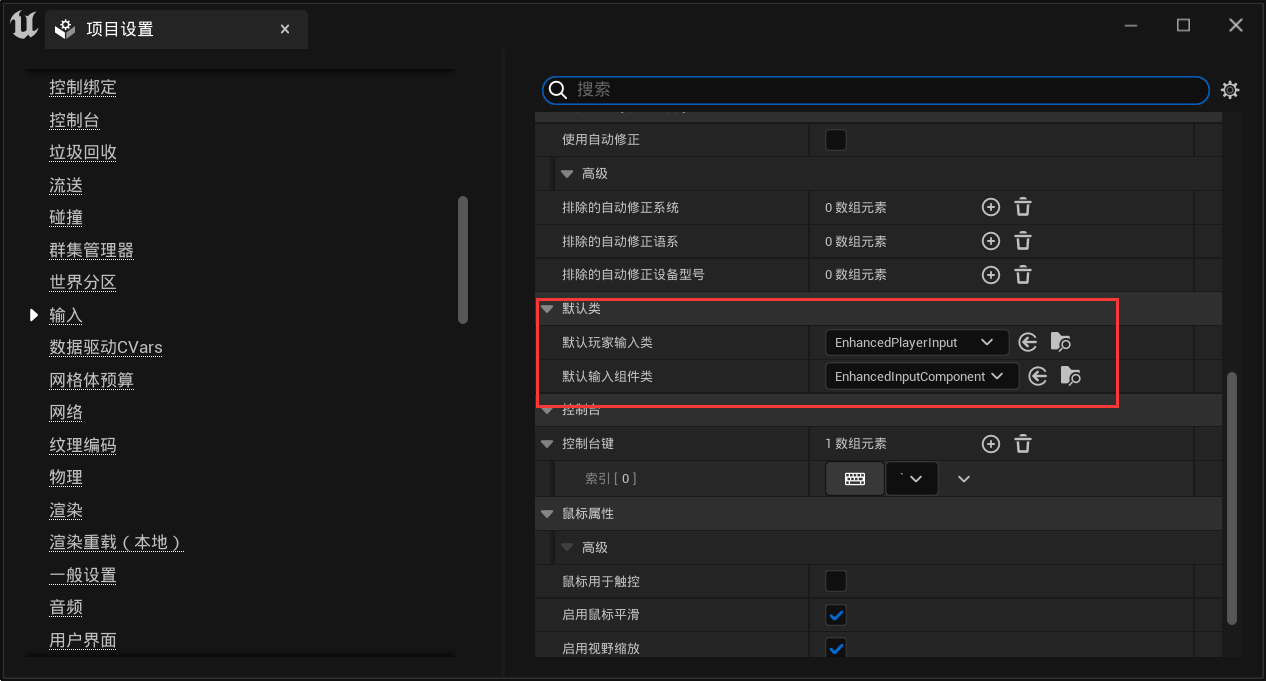 项目设置
控制绑定
控制台
垃圾回收
流送
碰撞
群集管理器
世界分区
输入
数据驱动CVars
网格体预算
网络
纹理编码
物理
渲染
渲染重载（本地）
一般设置
音频
用户界面
搜索
使用自动修正
高级
排除的自动修正系统 0 数组元素
排除的自动修正语系 0 数组元素
排除的自动修正设备型号 0 数组元素
默认类
默认玩家输入类 EnhancedPlayerInput
默认输入组件类 EnhancedInputComponent
控制台
控制台键 1 数组元素
索引 [ 0 ] `
鼠标属性
高级
鼠标用于触控
启用鼠标平滑
启用视野缩放